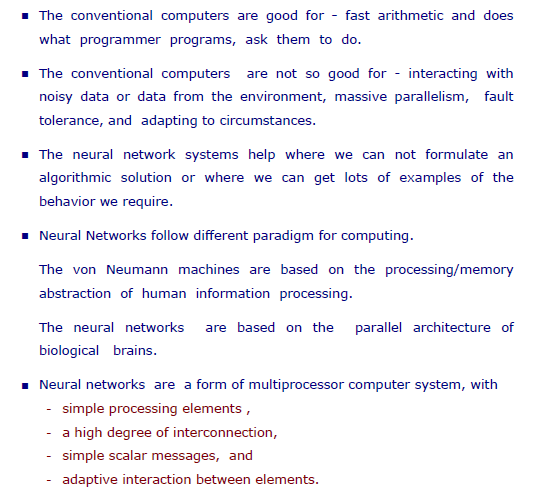 ▪ The conventional computers are good for - fast arithmetic and does
what programmer programs, ask them to do.
▪ The conventional computers are not so good for - interacting with
noisy data or data from the environment, massive parallelism, fault
tolerance, and adapting to circumstances.
▪ The neural network systems help where we can not formulate an
algorithmic solution or where we can get lots of examples of the
behavior we require.
▪ Neural Networks follow different paradigm for computing.
The von Neumann machines are based on the processing/memory
abstraction of human information processing.
The neural networks are based on the parallel architecture of
biological brains.
▪ Neural networks are a form of multiprocessor computer system, with
- simple processing elements ,
- a high degree of interconnection,
- simple scalar messages, and
- adaptive interaction between elements.